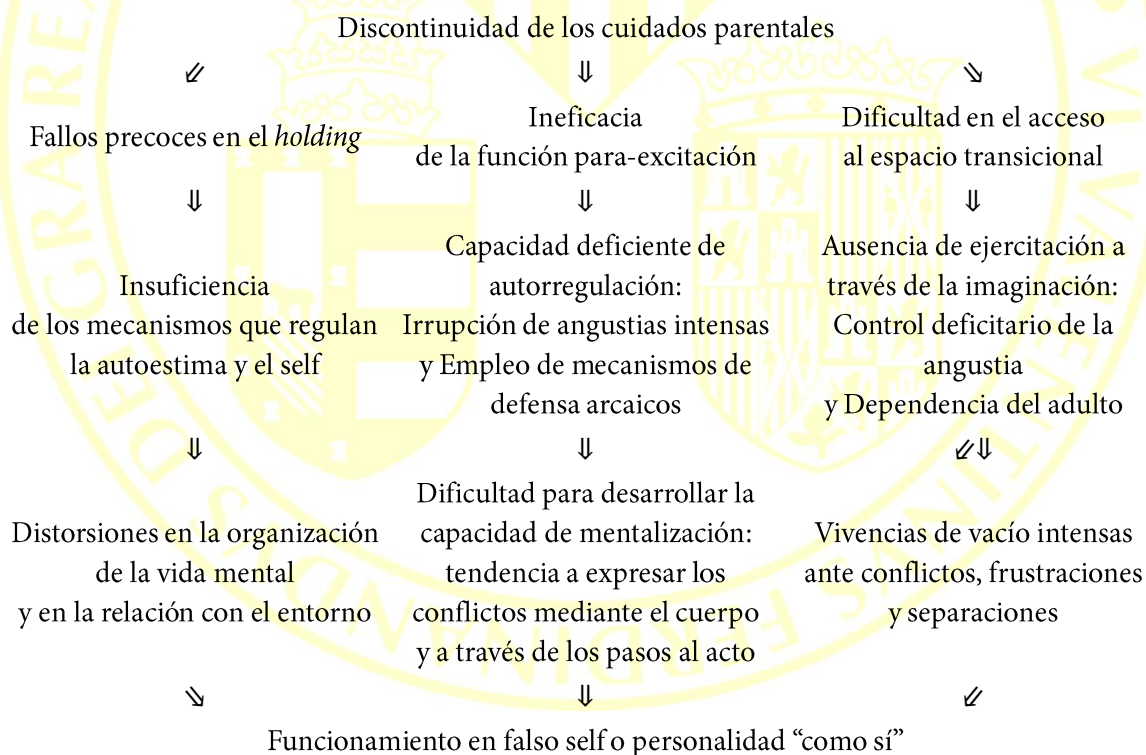 Discontinuidad de los cuidados parentales
⇙ ⇓ ⇘
Fallos precoces en el holding
Ineficacia
de la función para-excitación
Dificultad en el acceso
al espacio transicional
⇓ ⇓ ⇓
Insuficiencia
de los mecanismos que regulan
la autoestima y el self
Capacidad deficiente de
autorregulación:
Irrupción de angustias intensas
y Empleo de mecanismos de
defensa arcaicos
Ausencia de ejercitación a
través de la imaginación:
Control deficitario de la
angustia
y Dependencia del adulto
⇓ ⇓ ⇙⇓
Distorsiones en la organización
de la vida mental
y en la relación con el entorno
Dificultad para desarrollar la
capacidad de mentalización:
tendencia a expresar los
conflictos mediante el cuerpo
y a través de los pasos al acto
Vivencias de vacío intensas
ante conflictos, frustraciones
y separaciones
⇘ ⇓ ⇙
Funcionamiento en falso self o personalidad “como sí”